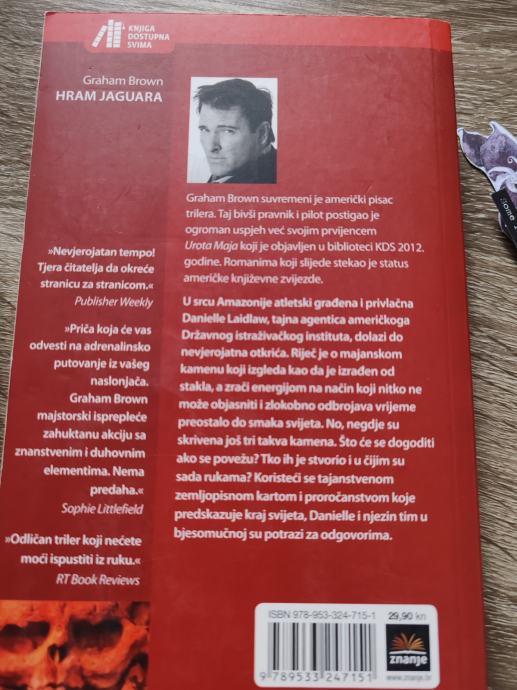 KNJIGA
DOSTUPNA
SVIMA
Graham Brown
HRAM JAGUARA
Graham Brown suvremeni je američki pisac
trilera. Taj bivši pravnik i pilot postigao je
ogroman uspjeh već svojim prvijencem
Urota Maja koji je objavljen u biblioteci KDS 2012.
godine. Romanima koji slijede stekao je status
američke književne zvijezde.
U srcu Amazonije atletski građena i privlačna
Danielle Laidlaw, tajna agentica američkoga
Državnog istraživačkog instituta, dolazi do
nevjerojatna otkrića. Riječ je o majanskom
kamenu koji izgleda kao da je izrađen od
stakla, a zrači energijom na način koji nitko ne
može objasniti i zlokobno odbrojava vrijeme
preostalo do smaka svijeta. No, negdje su
skrivena još tri takva kamena. Što će se dogoditi
ako se povežu? Tko ih je stvorio i u čijim su
sada rukama? Koristeći se tajanstvenom
zemljopisnom kartom i proročanstvom koje
predskazuje kraj svijeta, Danielle i njezin tim u
bjesomučnoj su potrazi za odgovorima.
»Nevjerojatan tempo!
Tjera čitatelja da okreće
stranicu za stranicom.«
Publisher Weekly
»Priča koja će vas
odvesti na adrenalinsko
putovanje iz vašeg
naslonjača.
Graham Brown
majstorski isprepleće
zahuktanu akciju sa
znanstvenim i duhovnim
elementima. Nema
predaha.«
Sophie Littlefield
»Odličan triler koji nećete
moći ispustiti iz ruku.«
RT Book Reviews
ISBN 978-953-324-715-1
29,90 kn
9 789533 247151
znanje
www.znanje.hr